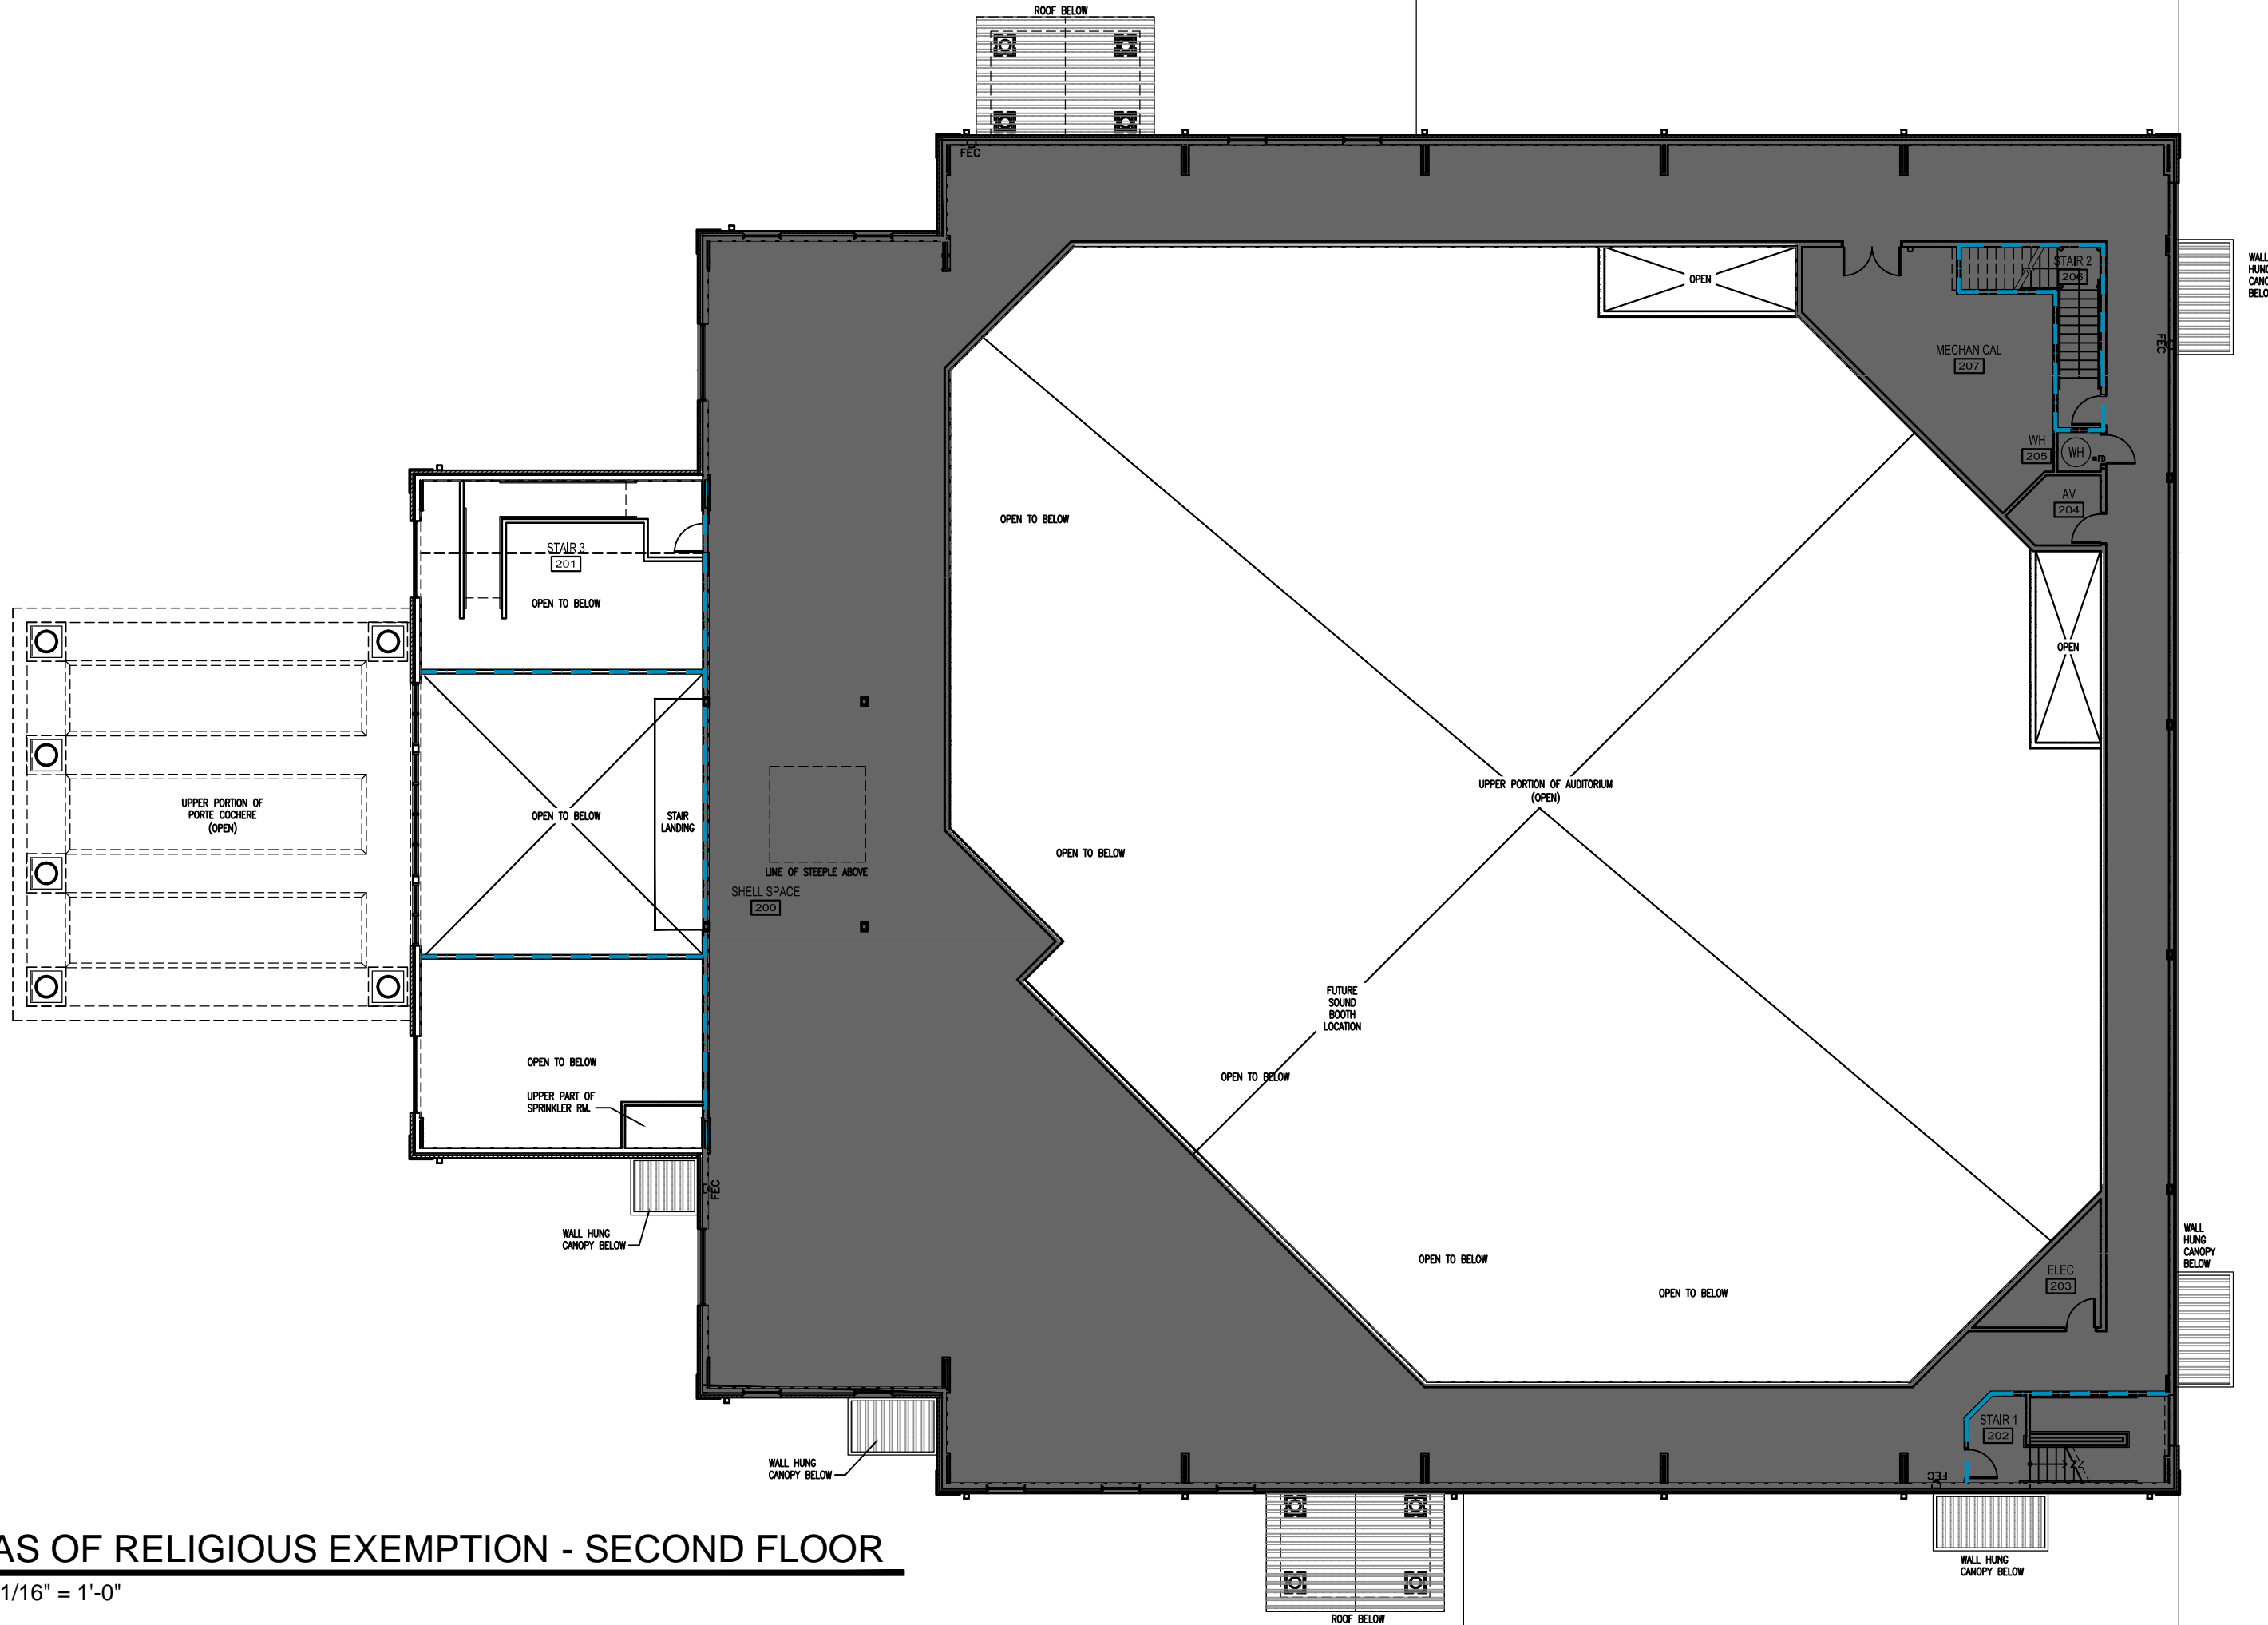 ROOF BELOW
FEC
WALL
HUNG
OPEN
STAIR 2
206
FEC
MECHANICAL
207
WH
205
WH
FD
AV
204
OPEN TO BELOW
STAIR 3
201
OPEN TO BELOW
OPEN
UPPER PORTION OF
PORTE COCHERE
(OPEN)
OPEN TO BELOW
STAIR
LANDING
UPPER PORTION OF AUDITORIUM
(OPEN)
OPEN TO BELOW
LINE OF STEEPLE ABOVE
SHELL SPACE
200
FUTURE
SOUND
BOOTH
LOCATION
OPEN TO BELOW
OPEN TO BELOW
UPPER PART OF
SPRINKLER RM.
FEC
WALL HUNG
CANOPY BELOW
WALL
HUNG
CANOPY
BELOW
OPEN TO BELOW
OPEN TO BELOW
ELEC
203
STAIR 1
202
FEC
WALL HUNG
CANOPY BELOW
WALL HUNG
CANOPY BELOW
ROOF BELOW
AS OF RELIGIOUS EXEMPTION - SECOND FLOOR
1/16" = 1'-0"